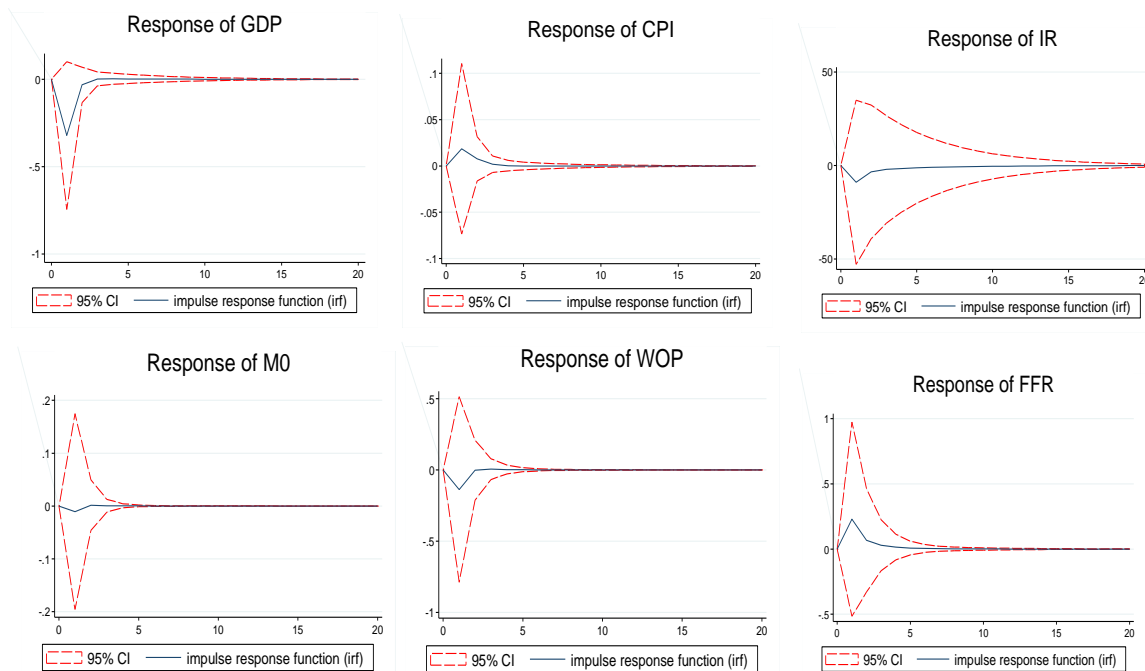 Response of GDP
0
-.5
-1
0 5 10 15 20
95% CI impulse response function (irf)
Response of CPI
.1
.05
0
-.05
-.1
0 5 10 15 20
95% CI impulse response function (irf)
Response of IR
50
0
-50
0 5 10 15 20
95% CI impulse response function (irf)
Response of M0
.2
.1
0
-.1
-.2
0 5 10 15 20
95% CI impulse response function (irf)
Response of WOP
.5
0
-.5
-1
0 5 10 15 20
95% CI impulse response function (irf)
Response of FFR
1
.5
0
-.5
0 5 10 15 20
95% CI impulse response function (irf)